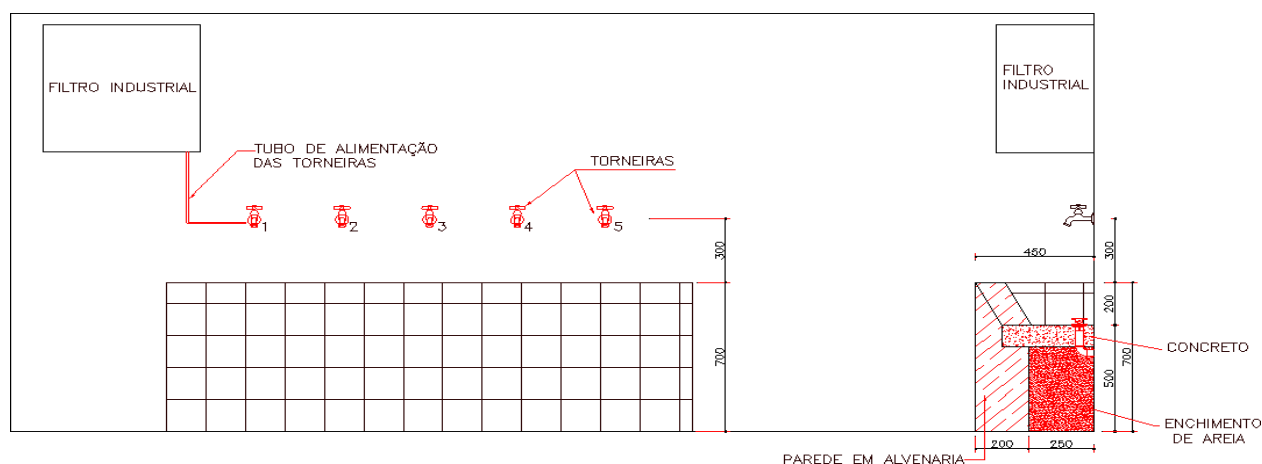 FILTRO INDUSTRIAL
TUBO DE ALIMENTAÇÃO
DAS TORNEIRAS
TORNEIRAS
1
2
3
4
5
300
700
FILTRO
INDUSTRIAL
450
300
200
700
500
CONCRETO
ENCHIMENTO
DE AREIA
200
250
PAREDE EM ALVENARIA